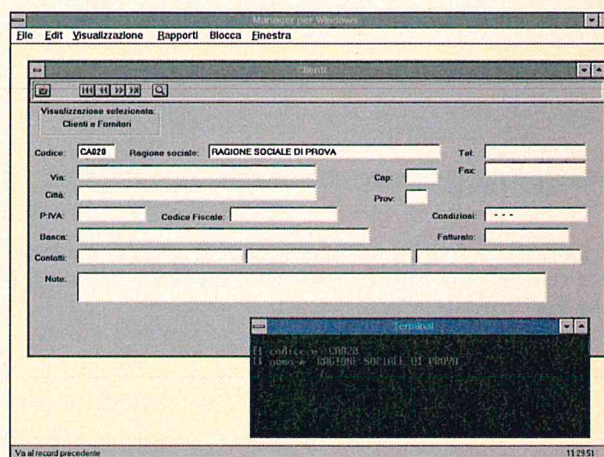 Manager per Windows
File Edit Visualizzazione Rapporti Blocca Finestra
Clienti
Visualizzazione selezionata:
Clienti e Fornitori
Codice: CA020 Ragione sociale: RAGIONE SOCIALE DI PROVA Tel:
Via: Cap: Fax:
Città: Prov:
P.IVA: Codice Fiscale: Condizioni: - - -
Banca: Fatturato:
Contatti:
Note:
Terminal
Il codice e' CA020
Il nome e' RAGIONE SOCIALE DI PROVA
Va al record precedente 11:29:51